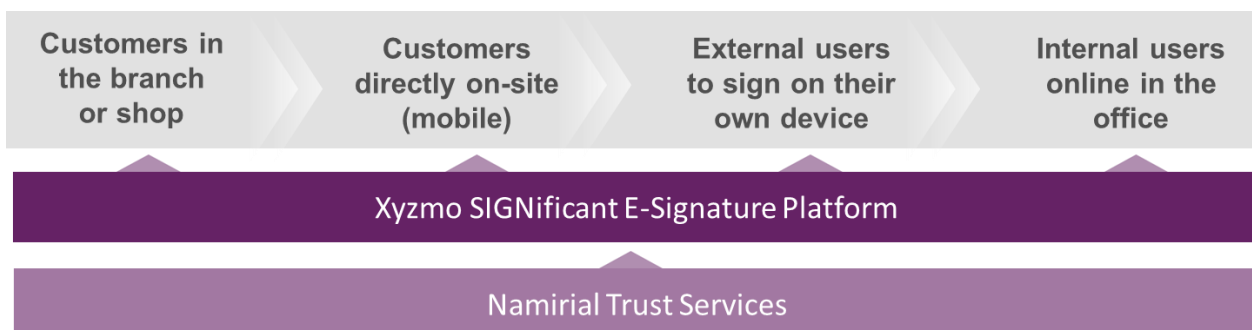 Customers in
the branch
or shop
Customers
directly on-site
(mobile)
External users
to sign on their
own device
Internal users
online in the
office
Xyzmo SIGNificant E-Signature Platform
Namirial Trust Services